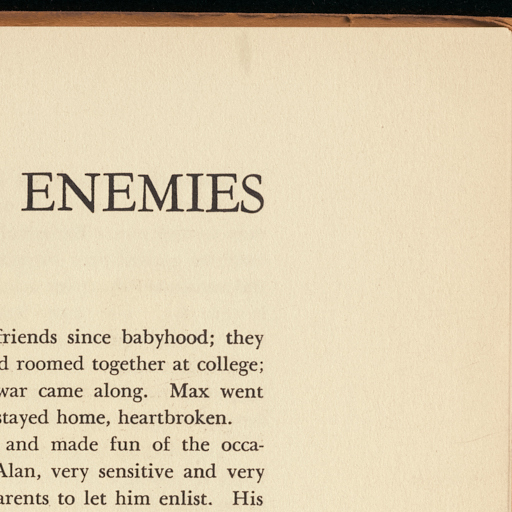 ENEMIES
friends since babyhood; they
roomed together at college;
war came along. Max went
stayed home, heartbroken.
and made fun of the occa-
Alan, very sensitive and very
to let him enlist. His